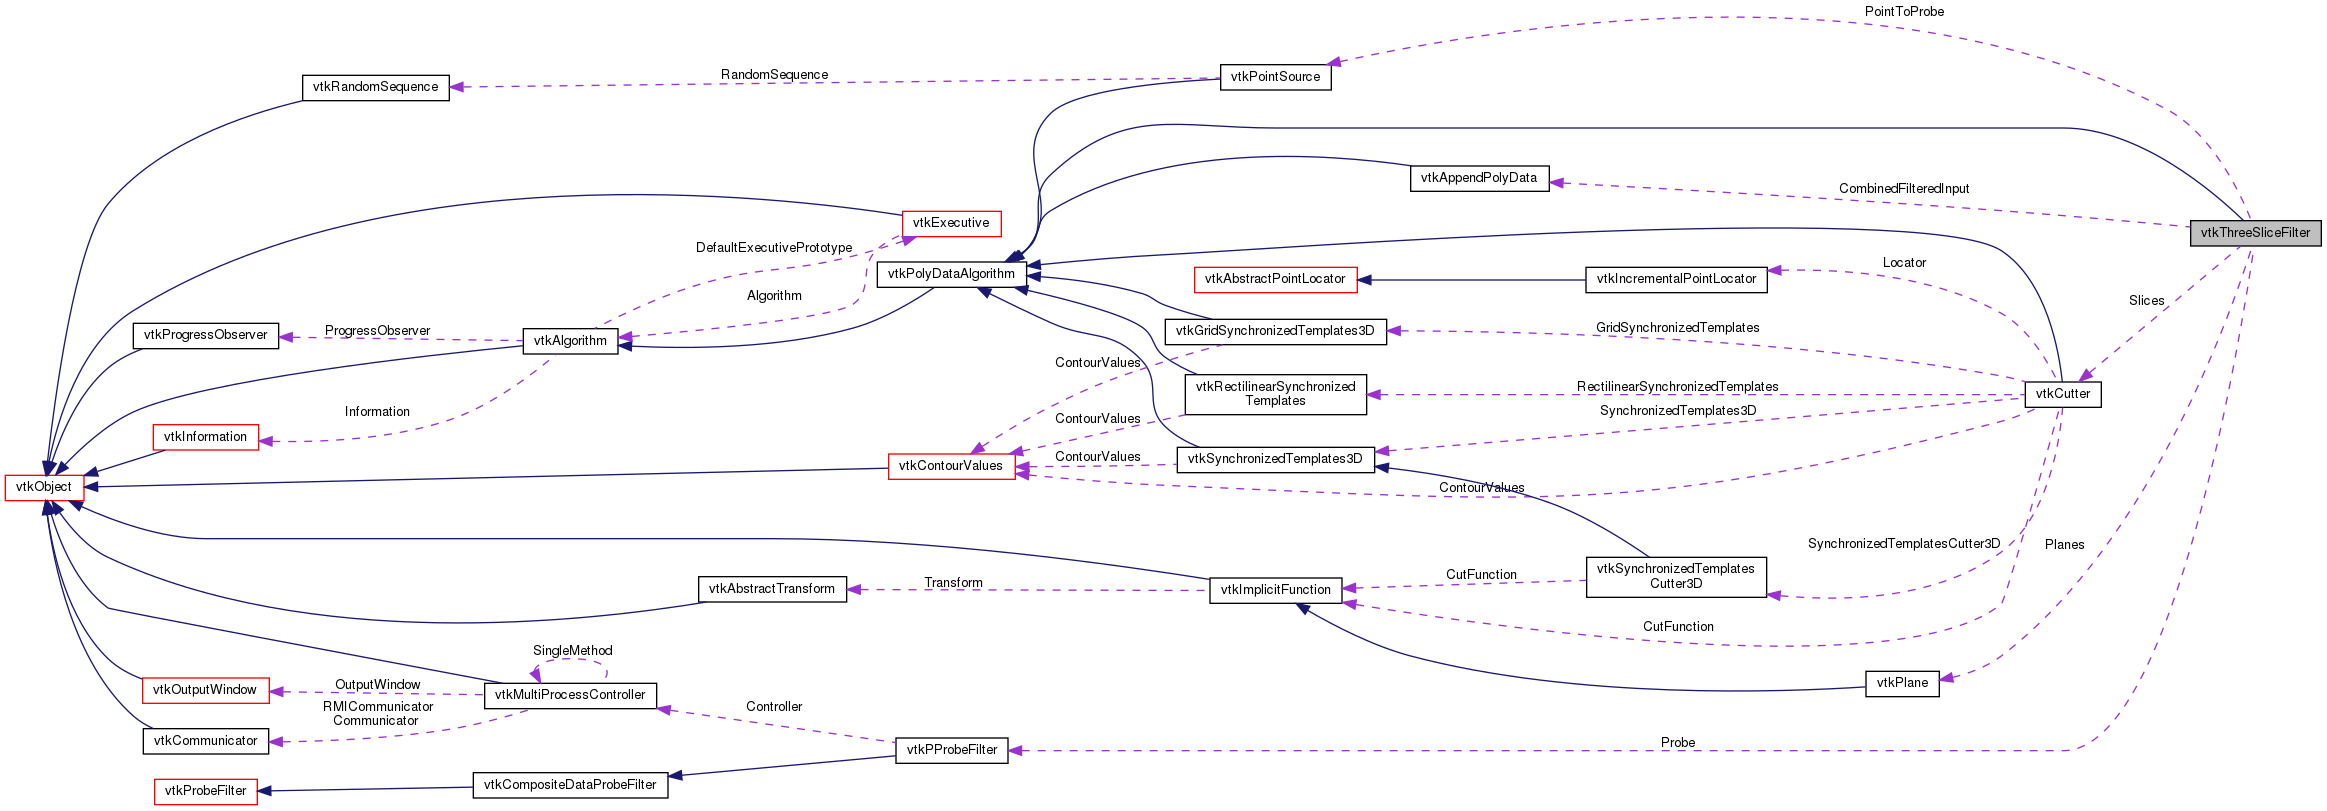 PointToProbe
RandomSequence
vtkPointSource
vtkRandomSequence
vtkAppendPolyData
CombinedFilteredInput
vtkExecutive
vtkThreeSliceFilter
DefaultExecutivePrototype
vtkPolyDataAlgorithm
vtkAbstractPointLocator
vtkIncrementalPointLocator
Locator
Algorithm
Slices
ProgressObserver
vtkProgressObserver
vtkAlgorithm
vtkGridSynchronizedTemplates3D
GridSynchronizedTemplates
ContourValues
vtkRectilinearSynchronized
Templates
RectilinearSynchronizedTemplates
vtkCutter
Information
ContourValues
SynchronizedTemplates3D
vtkInformation
vtkContourValues
ContourValues
vtkSynchronizedTemplates3D
vtkObject
ContourValues
SynchronizedTemplatesCutter3D
Planes
vtkSynchronizedTemplates
Cutter3D
CutFunction
Transform
vtkAbstractTransform
vtkImplicitFunction
CutFunction
SingleMethod
OutputWindow
vtkOutputWindow
vtkMultiProcessController
vtkPlane
RMICommunicator
Communicator
Controller
vtkCommunicator
vtkPProbeFilter
Probe
vtkProbeFilter
vtkCompositeDataProbeFilter